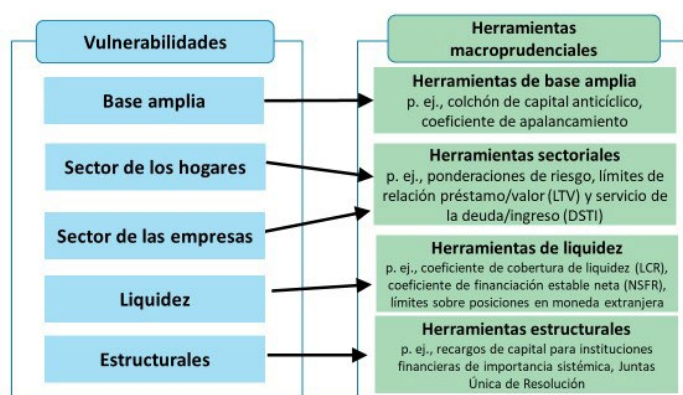 Vulnerabilidades
Base amplia
Sector de los hogares
Sector de las empresas
Liquidez
Estructurales
Herramientas
macroprudenciales
Herramientas de base amplia
p. ej., colchón de capital anticíclico,
coeficiente de apalancamiento
Herramientas sectoriales
p. ej., ponderaciones de riesgo, límites de
relación préstamo/valor (LTV) y servicio de
la deuda/ingreso (DSTI)
Herramientas de liquidez
p. ej., coeficiente de cobertura de liquidez (LCR),
coeficiente de financiación estable neta (NSFR),
límites sobre posiciones en moneda extranjera
Herramientas estructurales
p. ej., recargos de capital para instituciones
financieras de importancia sistémica, Juntas
Única de Resolución